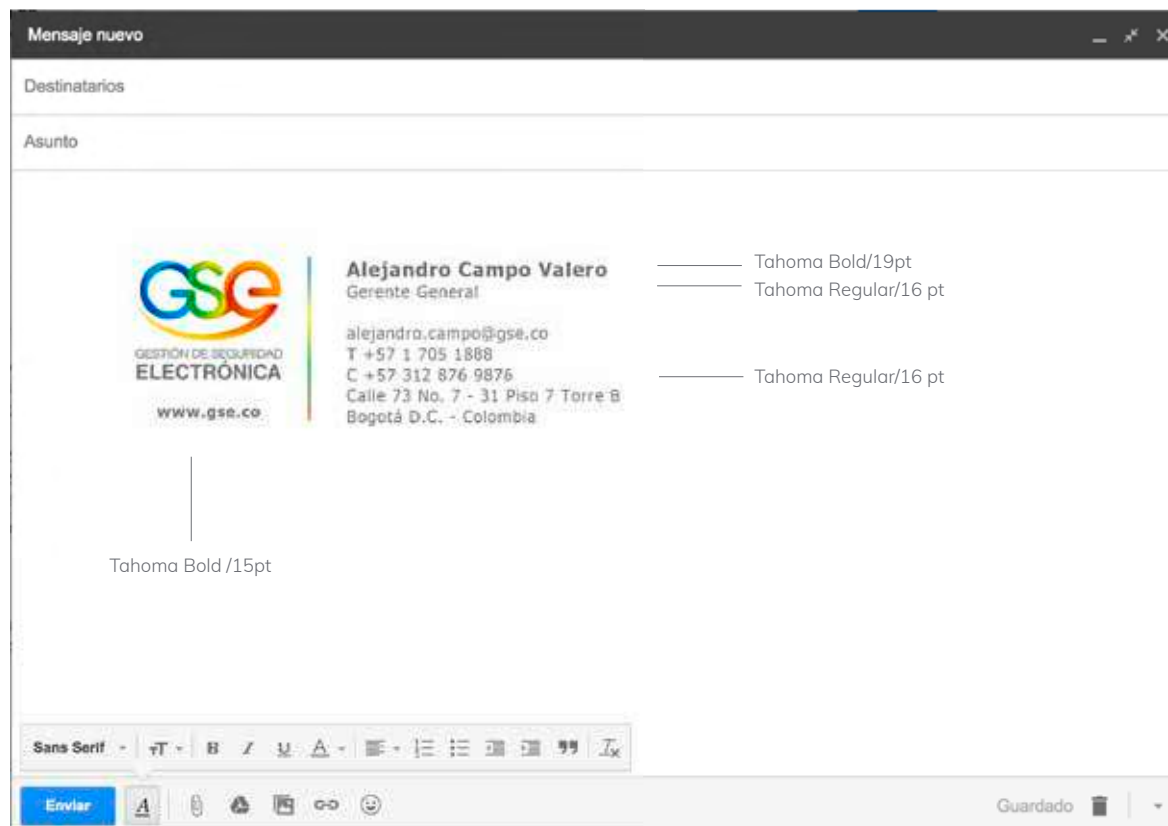 Mensaje nuevo
Destinatarios
Asunto
GSE
GESTIÓN DE SEGURIDAD
ELECTRÓNICA
www.gse.co
Alejandro Campo Valero
Gerente General
alejandro.campo@gse.co
T +57 1 705 1888
C +57 312 876 9876
Calle 73 No. 7 - 31 Piso 7 Torre B
Bogotá D.C. - Colombia
Tahoma Bold/19pt
Tahoma Regular/16 pt
Tahoma Regular/16 pt
Tahoma Bold /15pt
Sans Serif
Enviar
Guardado